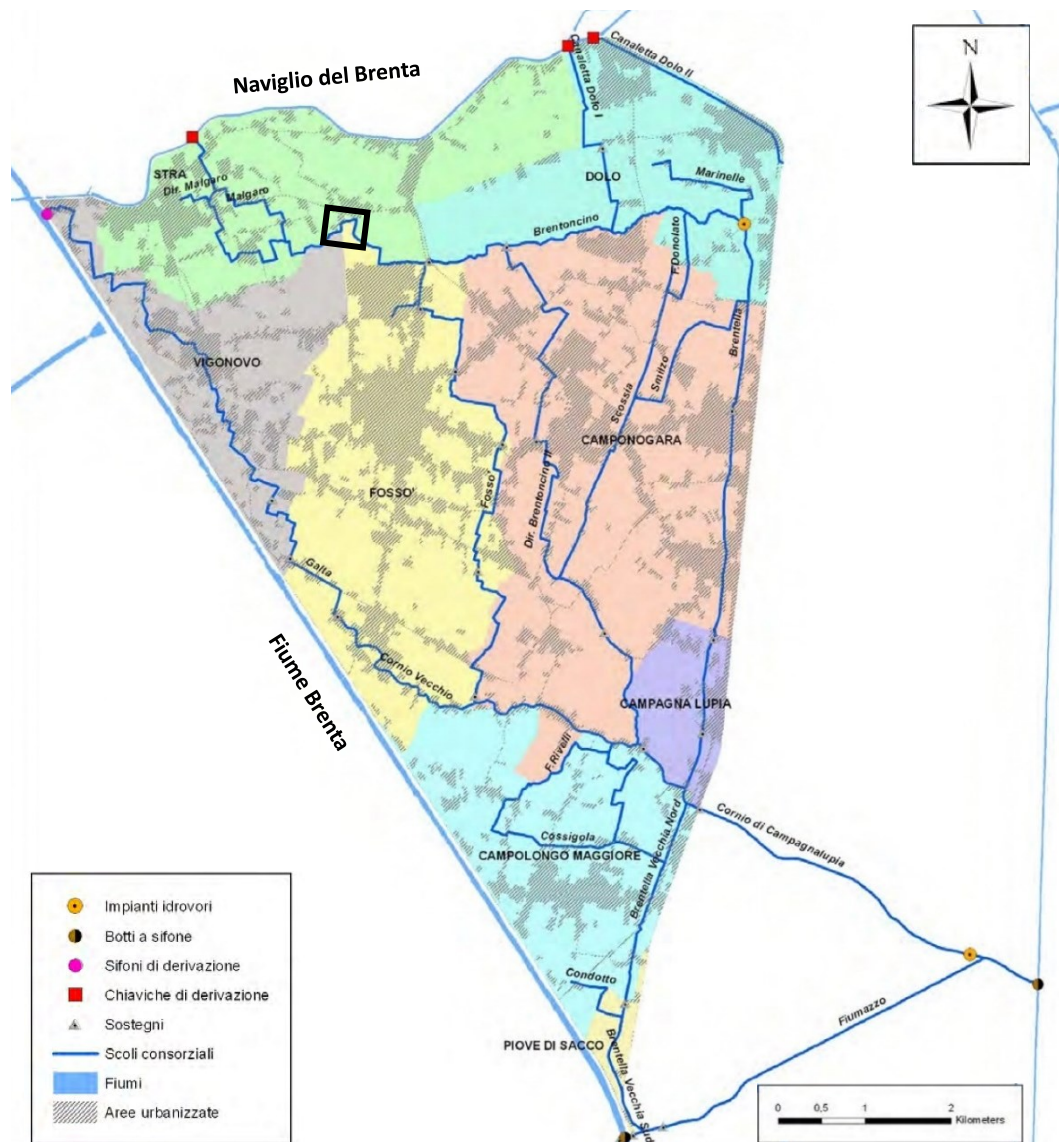 Naviglio del Brenta
Canaletta Dolo II
Canaletta Dolo I
N
STRA
Dir. Malgaro
Malgaro
DOLO
Marinelle
Brentoncino
F.Donolato
VIGONOVO
Brentella
Smilzo
Scossia
CAMPONOGARA
FOSSO'
Fosso'
Dir. Brentoncino II
Galta
Fiume Brenta
Cornio Vecchio
CAMPAGNA LUPIA
F.Rivelli
Cornio di Campagnalupia
Cossigola
CAMPOLONGO MAGGIORE
Brentella Vecchia Nord
Condotto
Fiumazzo
PIOVE DI SACCO
Brentella Vecchia Sud
Impianti idrovori
Botti a sifone
Sifoni di derivazione
Chiaviche di derivazione
Sostegni
Scoli consorziali
Fiumi
Aree urbanizzate
0 0,5 1 2
Kilometers